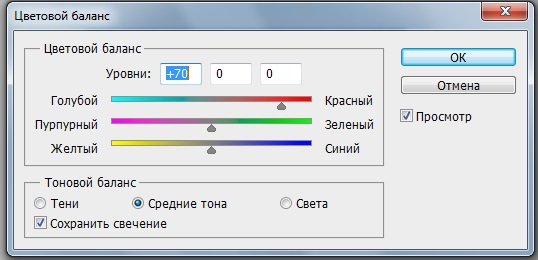 Цветовой баланс
Цветовой баланс
Уровни: +70 0 0
Голубой Красный
Пурпурный Зеленый
Желтый Синий
Тоновой баланс
Тени Средние тона Света
Сохранить свечение
OK
Отмена
Просмотр